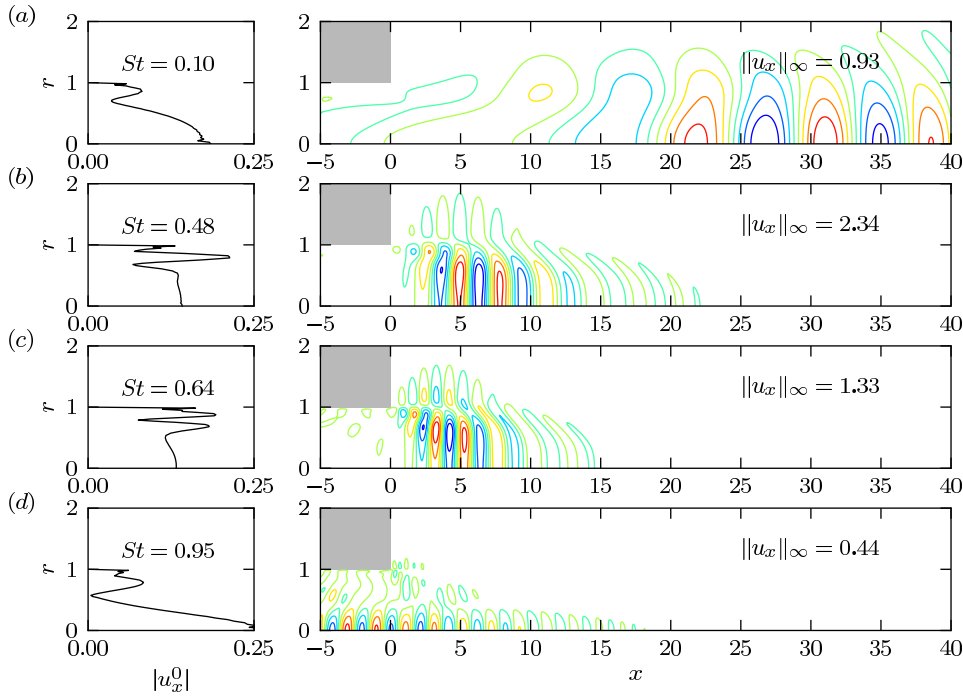 (a)
2
1
0
r
St = 0.10
0.00
0.25
2
1
0
‖u_x‖∞ = 0.93
−5 0 5 10 15 20 25 30 35 40
(b)
2
1
0
r
St = 0.48
0.00
0.25
2
1
0
‖u_x‖∞ = 2.34
−5 0 5 10 15 20 25 30 35 40
(c)
2
1
0
r
St = 0.64
0.00
0.25
2
1
0
‖u_x‖∞ = 1.33
−5 0 5 10 15 20 25 30 35 40
(d)
2
1
0
r
St = 0.95
0.00
0.25
2
1
0
‖u_x‖∞ = 0.44
−5 0 5 10 15 20 25 30 35 40
|u_x^0|
x